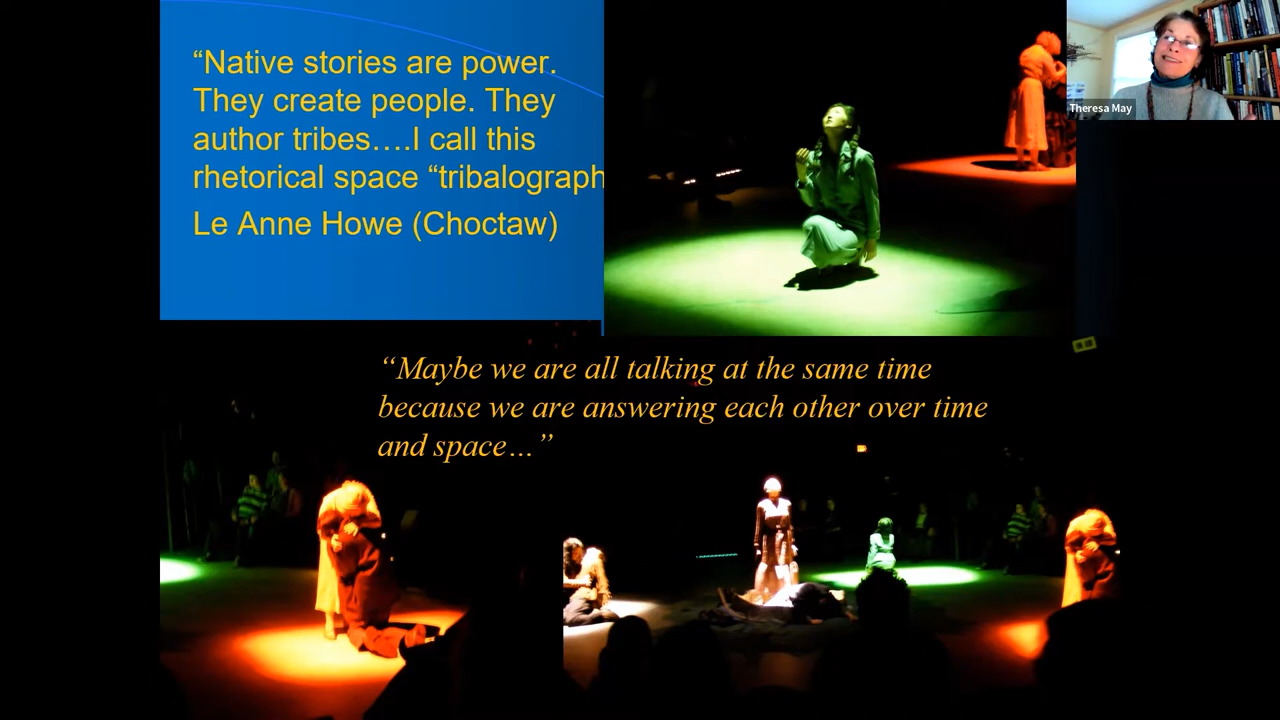 “Native stories are power.
They create people. They
author tribes….I call this
rhetorical space “tribalograph
Le Anne Howe (Choctaw)
Theresa May
“Maybe we are all talking at the same time
because we are answering each other over time
and space…”